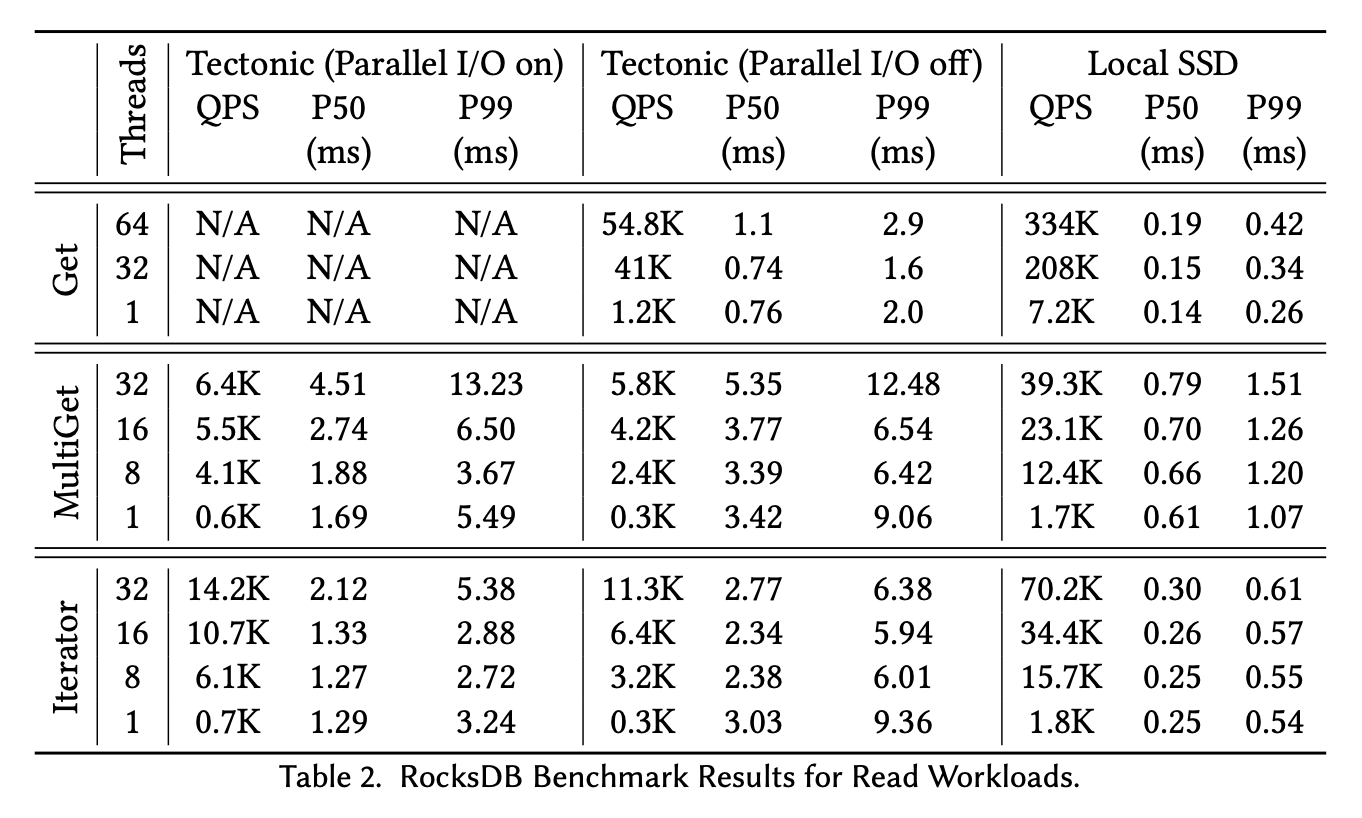 Threads Tectonic (Parallel I/O on) Tectonic (Parallel I/O off) Local SSD
QPS P50 P99 QPS P50 P99 QPS P50 P99
(ms) (ms) (ms) (ms) (ms) (ms)
Get
64 N/A N/A N/A 54.8K 1.1 2.9 334K 0.19 0.42
32 N/A N/A N/A 41K 0.74 1.6 208K 0.15 0.34
1 N/A N/A N/A 1.2K 0.76 2.0 7.2K 0.14 0.26
MultiGet
32 6.4K 4.51 13.23 5.8K 5.35 12.48 39.3K 0.79 1.51
16 5.5K 2.74 6.50 4.2K 3.77 6.54 23.1K 0.70 1.26
8 4.1K 1.88 3.67 2.4K 3.39 6.42 12.4K 0.66 1.20
1 0.6K 1.69 5.49 0.3K 3.42 9.06 1.7K 0.61 1.07
Iterator
32 14.2K 2.12 5.38 11.3K 2.77 6.38 70.2K 0.30 0.61
16 10.7K 1.33 2.88 6.4K 2.34 5.94 34.4K 0.26 0.57
8 6.1K 1.27 2.72 3.2K 2.38 6.01 15.7K 0.25 0.55
1 0.7K 1.29 3.24 0.3K 3.03 9.36 1.8K 0.25 0.54
Table 2. RocksDB Benchmark Results for Read Workloads.